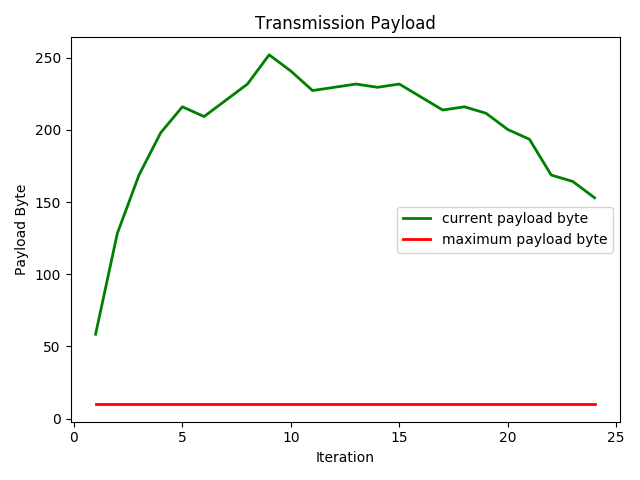 Transmission Payload
Payload Byte
250
200
150
100
50
0
current payload byte
maximum payload byte
0 5 10 15 20 25
Iteration